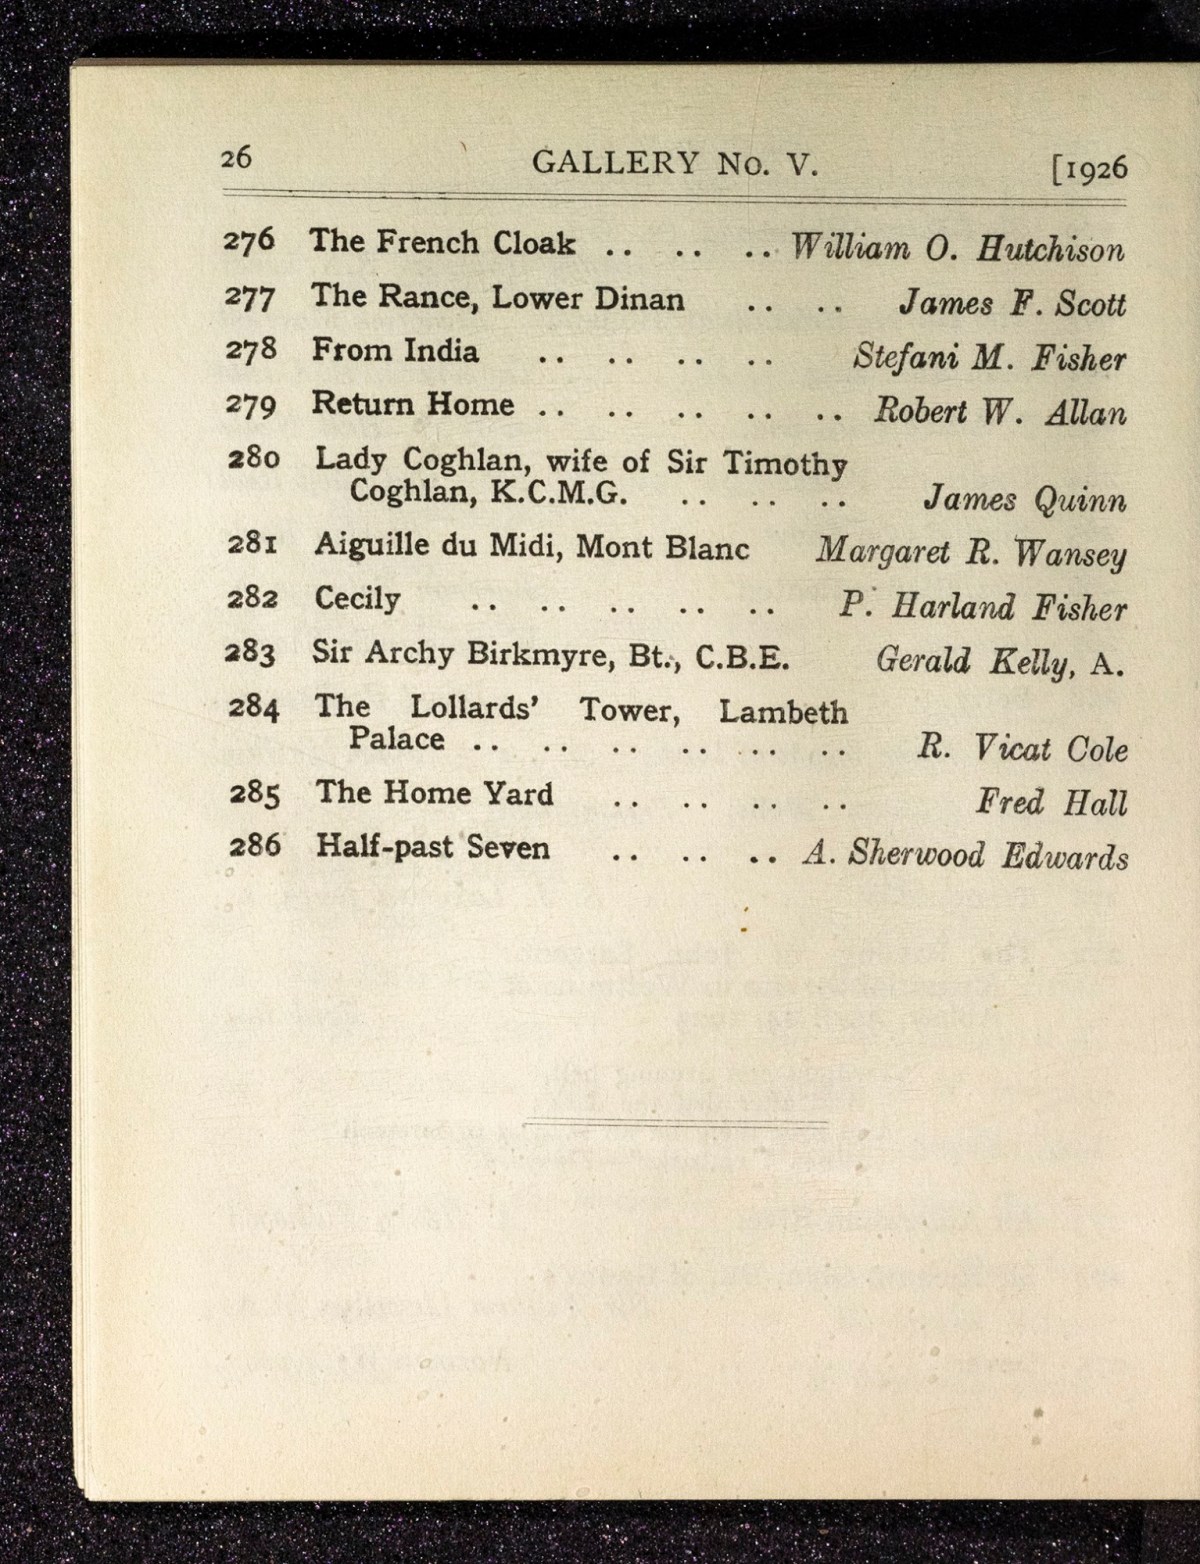 26 GALLERY No. V. [1926
276 The French Cloak .. .. .. William O. Hutchison
277 The Rance, Lower Dinan .. .. James F. Scott
278 From India .. .. .. .. Stefani M. Fisher
279 Return Home .. .. .. .. .. Robert W. Allan
280 Lady Coghlan, wife of Sir Timothy
Coghlan, K.C.M.G. .. .. .. James Quinn
281 Aiguille du Midi, Mont Blanc Margaret R. Wansey
282 Cecily .. .. .. .. .. P. Harland Fisher
283 Sir Archy Birkmyre, Bt., C.B.E. Gerald Kelly, A.
284 The Lollards' Tower, Lambeth
Palace .. .. .. .. .. .. R. Vicat Cole
285 The Home Yard .. .. .. .. Fred Hall
286 Half-past Seven .. .. .. A. Sherwood Edwards